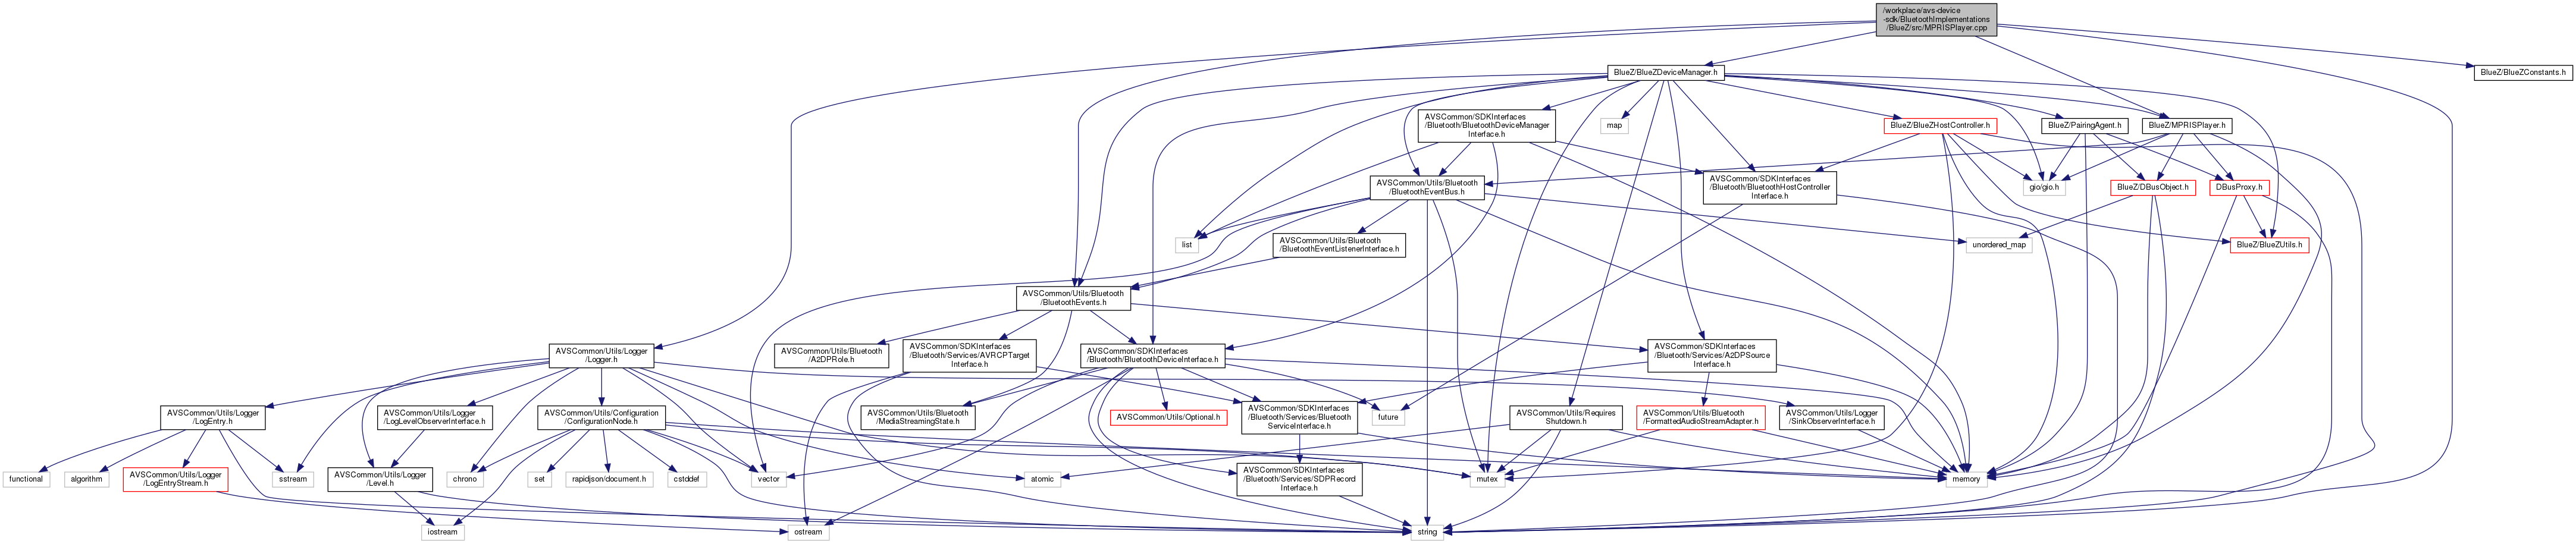 /workplace/avs-device
-sdk/BluetoothImplementations
/BlueZ/src/MPRISPlayer.cpp
BlueZ/BlueZDeviceManager.h
BlueZ/BlueZConstants.h
AVSCommon/SDKInterfaces
/Bluetooth/BluetoothDeviceManager
Interface.h
map
BlueZ/BlueZHostController.h
BlueZ/PairingAgent.h
BlueZ/MPRISPlayer.h
AVSCommon/Utils/Bluetooth
/BluetoothEventBus.h
AVSCommon/SDKInterfaces
/Bluetooth/BluetoothHostController
Interface.h
gio/gio.h
BlueZ/DBusObject.h
DBusProxy.h
list
AVSCommon/Utils/Bluetooth
/BluetoothEventListenerInterface.h
unordered_map
BlueZ/BlueZUtils.h
AVSCommon/Utils/Bluetooth
/BluetoothEvents.h
AVSCommon/Utils/Logger
/Logger.h
AVSCommon/Utils/Bluetooth
/A2DPRole.h
AVSCommon/SDKInterfaces
/Bluetooth/Services/AVRCPTarget
Interface.h
AVSCommon/SDKInterfaces
/Bluetooth/BluetoothDeviceInterface.h
AVSCommon/SDKInterfaces
/Bluetooth/Services/A2DPSource
Interface.h
AVSCommon/Utils/Logger
/LogEntry.h
AVSCommon/Utils/Logger
/LogLevelObserverInterface.h
AVSCommon/Utils/Configuration
/ConfigurationNode.h
AVSCommon/Utils/Bluetooth
/MediaStreamingState.h
AVSCommon/Utils/Optional.h
AVSCommon/SDKInterfaces
/Bluetooth/Services/Bluetooth
ServiceInterface.h
future
AVSCommon/Utils/Requires
Shutdown.h
AVSCommon/Utils/Bluetooth
/FormattedAudioStreamAdapter.h
AVSCommon/Utils/Logger
/SinkObserverInterface.h
functional
algorithm
AVSCommon/Utils/Logger
/LogEntryStream.h
sstream
AVSCommon/Utils/Logger
/Level.h
chrono
set
rapidjson/document.h
cstddef
vector
atomic
AVSCommon/SDKInterfaces
/Bluetooth/Services/SDPRecord
Interface.h
mutex
memory
iostream
ostream
string